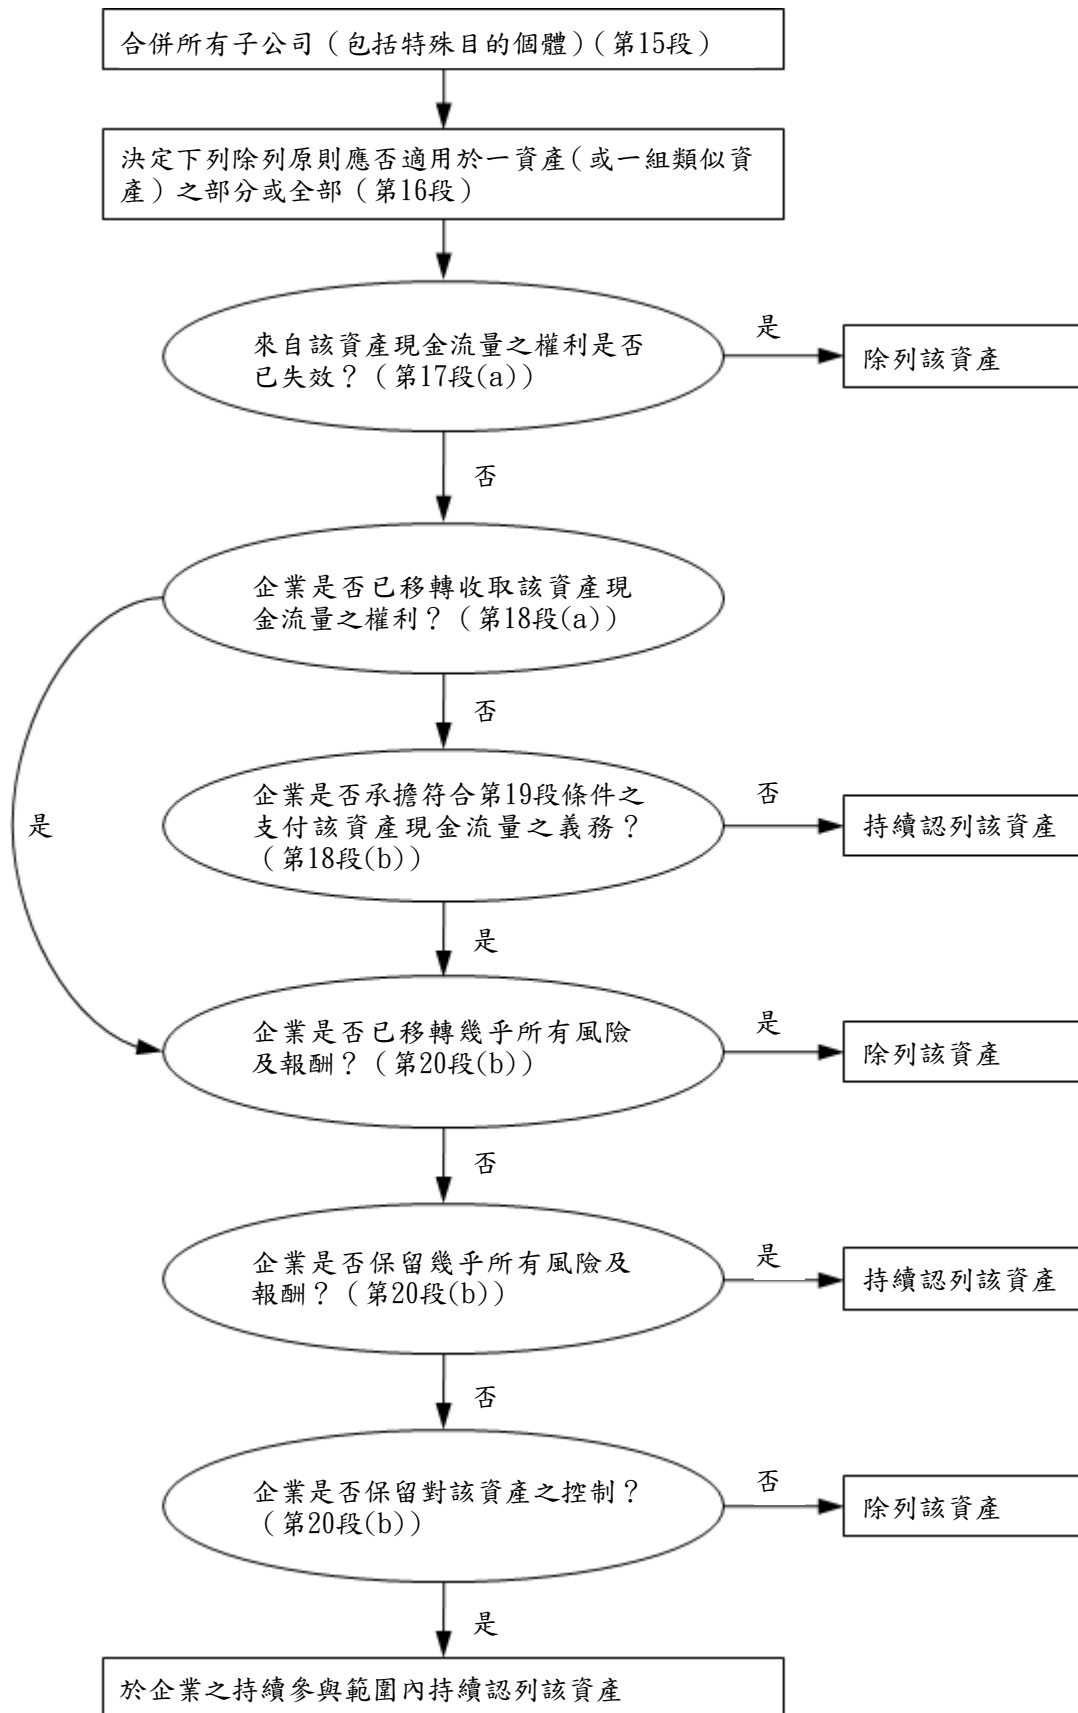 合併所有子公司（包括特殊目的個體）（第15段）
決定下列除列原則應否適用於一資產（或一組類似資
產）之部分或全部（第16段）
來自該資產現金流量之權利是否
已失效？（第17段(a)）
是
除列該資產
否
企業是否已移轉收取該資產現
金流量之權利？（第18段(a)）
否
是
企業是否承擔符合第19段條件之
支付該資產現金流量之義務？
（第18段(b)）
否
持續認列該資產
是
企業是否已移轉幾乎所有風險
及報酬？（第20段(b)）
是
除列該資產
否
企業是否保留幾乎所有風險及
報酬？（第20段(b)）
是
持續認列該資產
否
企業是否保留對該資產之控制？
（第20段(b)）
否
除列該資產
是
於企業之持續參與範圍內持續認列該資產